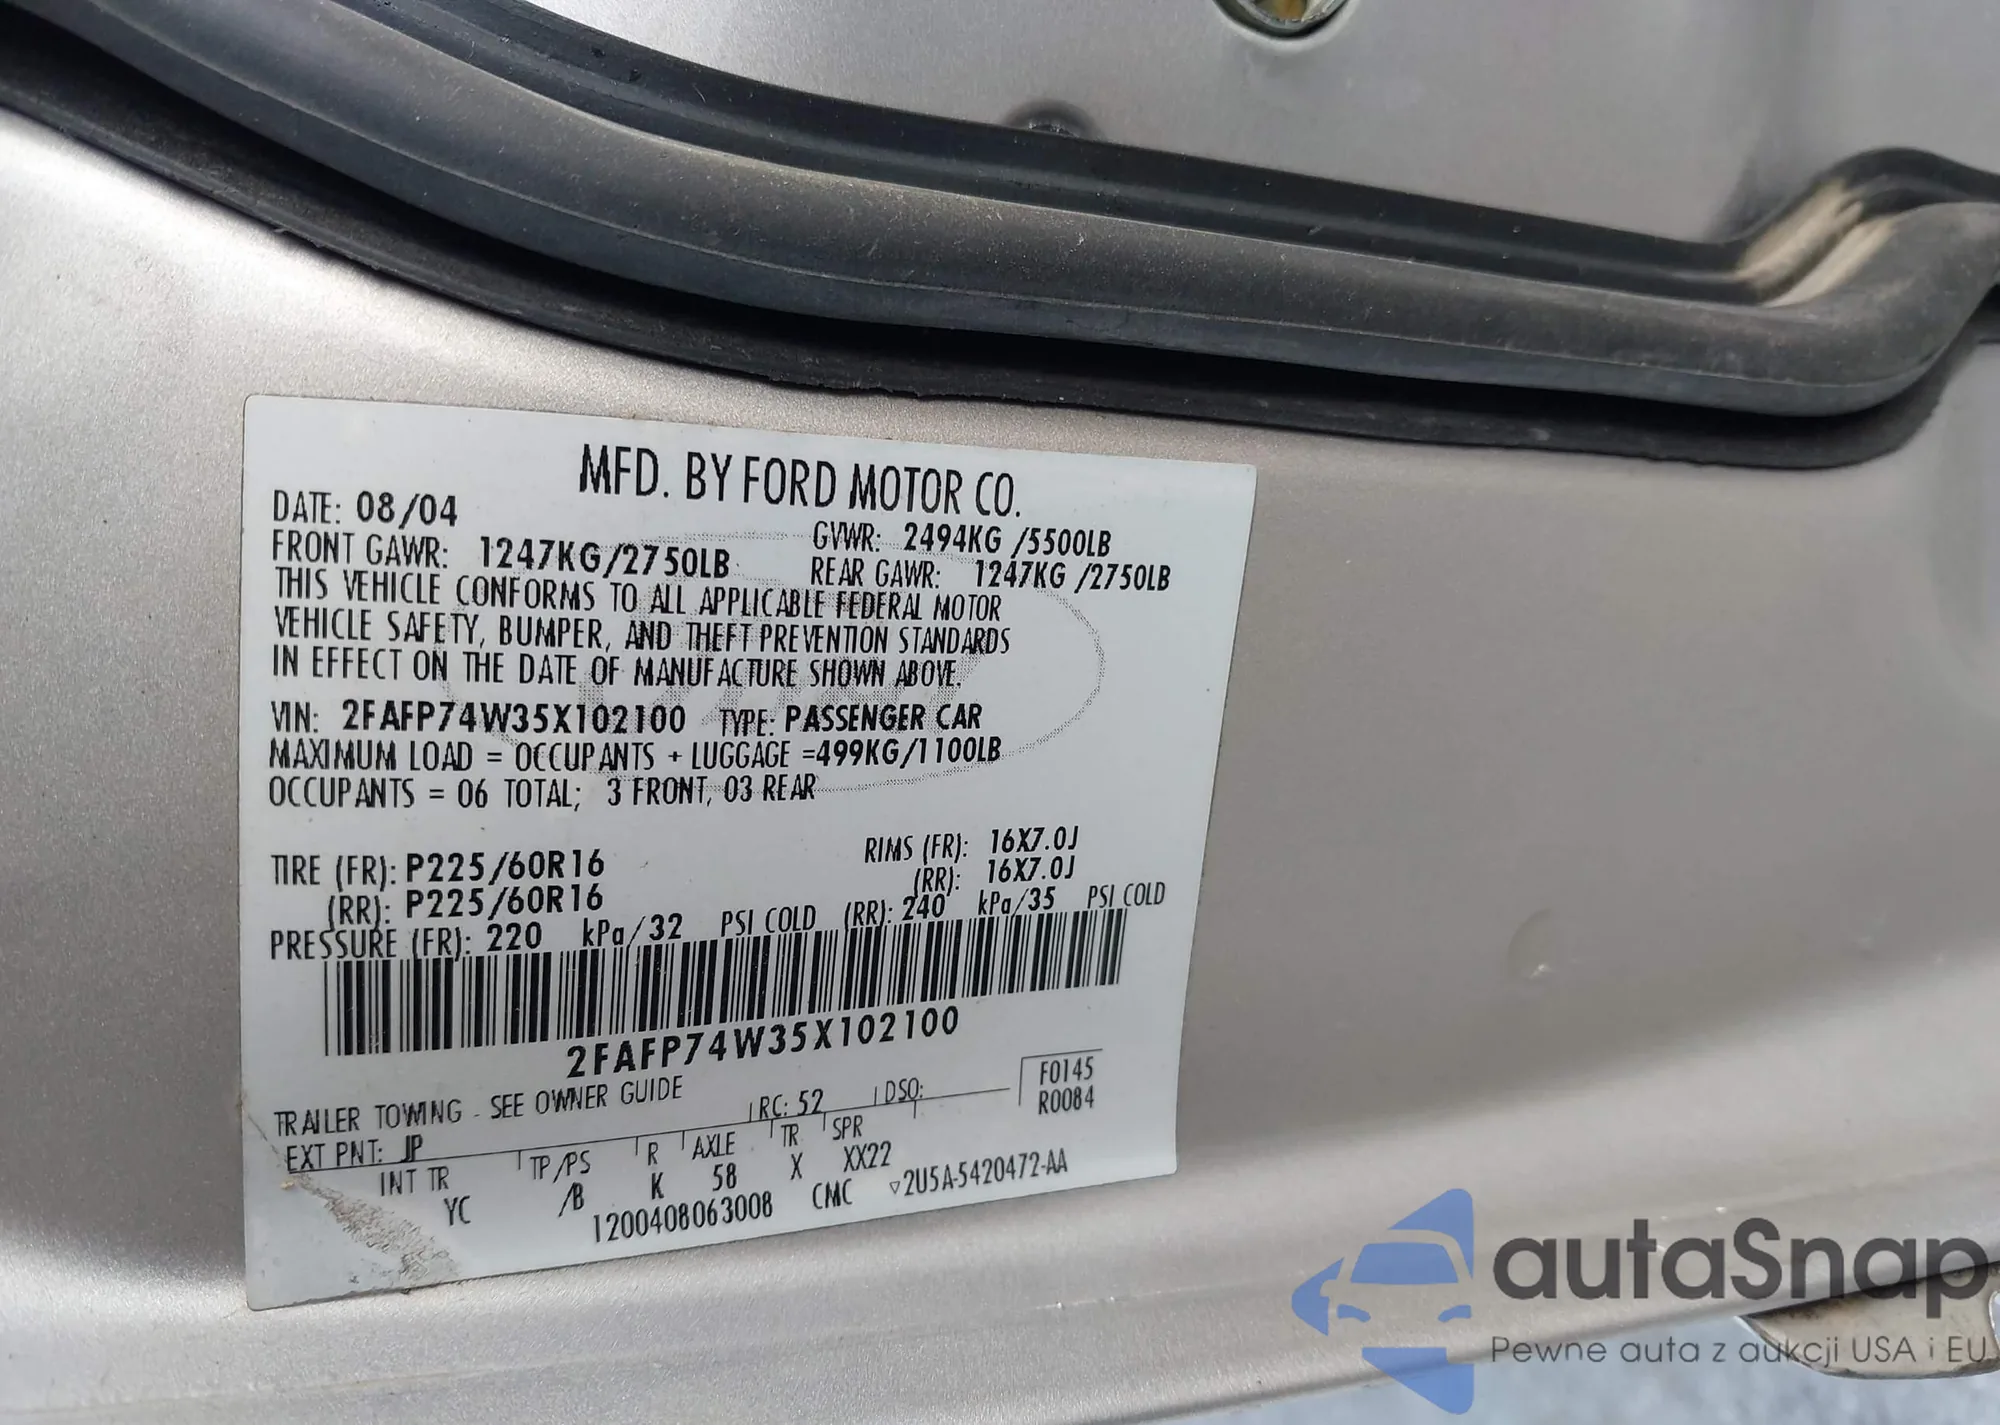 MFD. BY FORD MOTOR CO.
DATE: 08/04
GVWR: 2494KG /5500LB
FRONT GAWR: 1247KG/2750LB
REAR GAWR: 1247KG /2750LB
THIS VEHICLE CONFORMS TO ALL APPLICABLE FEDERAL MOTOR
VEHICLE SAFETY, BUMPER, AND THEFT PREVENTION STANDARDS
IN EFFECT ON THE DATE OF MANUFACTURE SHOWN ABOVE.
VIN: 2FAFP74W35X102100 TYPE: PASSENGER CAR
MAXIMUM LOAD = OCCUPANTS + LUGGAGE =499KG/1100LB
OCCUPANTS = 06 TOTAL; 3 FRONT, 03 REAR
TIRE (FR): P225/60R16 RIMS (FR): 16X7.0J
(RR): P225/60R16 (RR): 16X7.0J
PRESSURE (FR): 220 kPa/32 PSI COLD (RR): 240 kPa/35 PSI COLD
2FAFP74W35X102100
TRAILER TOWING - SEE OWNER GUIDE
EXT PNT: JP RC: 52 DSO: F0145
R0084
INT TR TP/PS R AXLE TR SPR
YC /B K 58 X XX22
1200408063008 CMC ▽2U5A-5420472-AA
autaSnap
Pewne auta z aukcji USA i EU